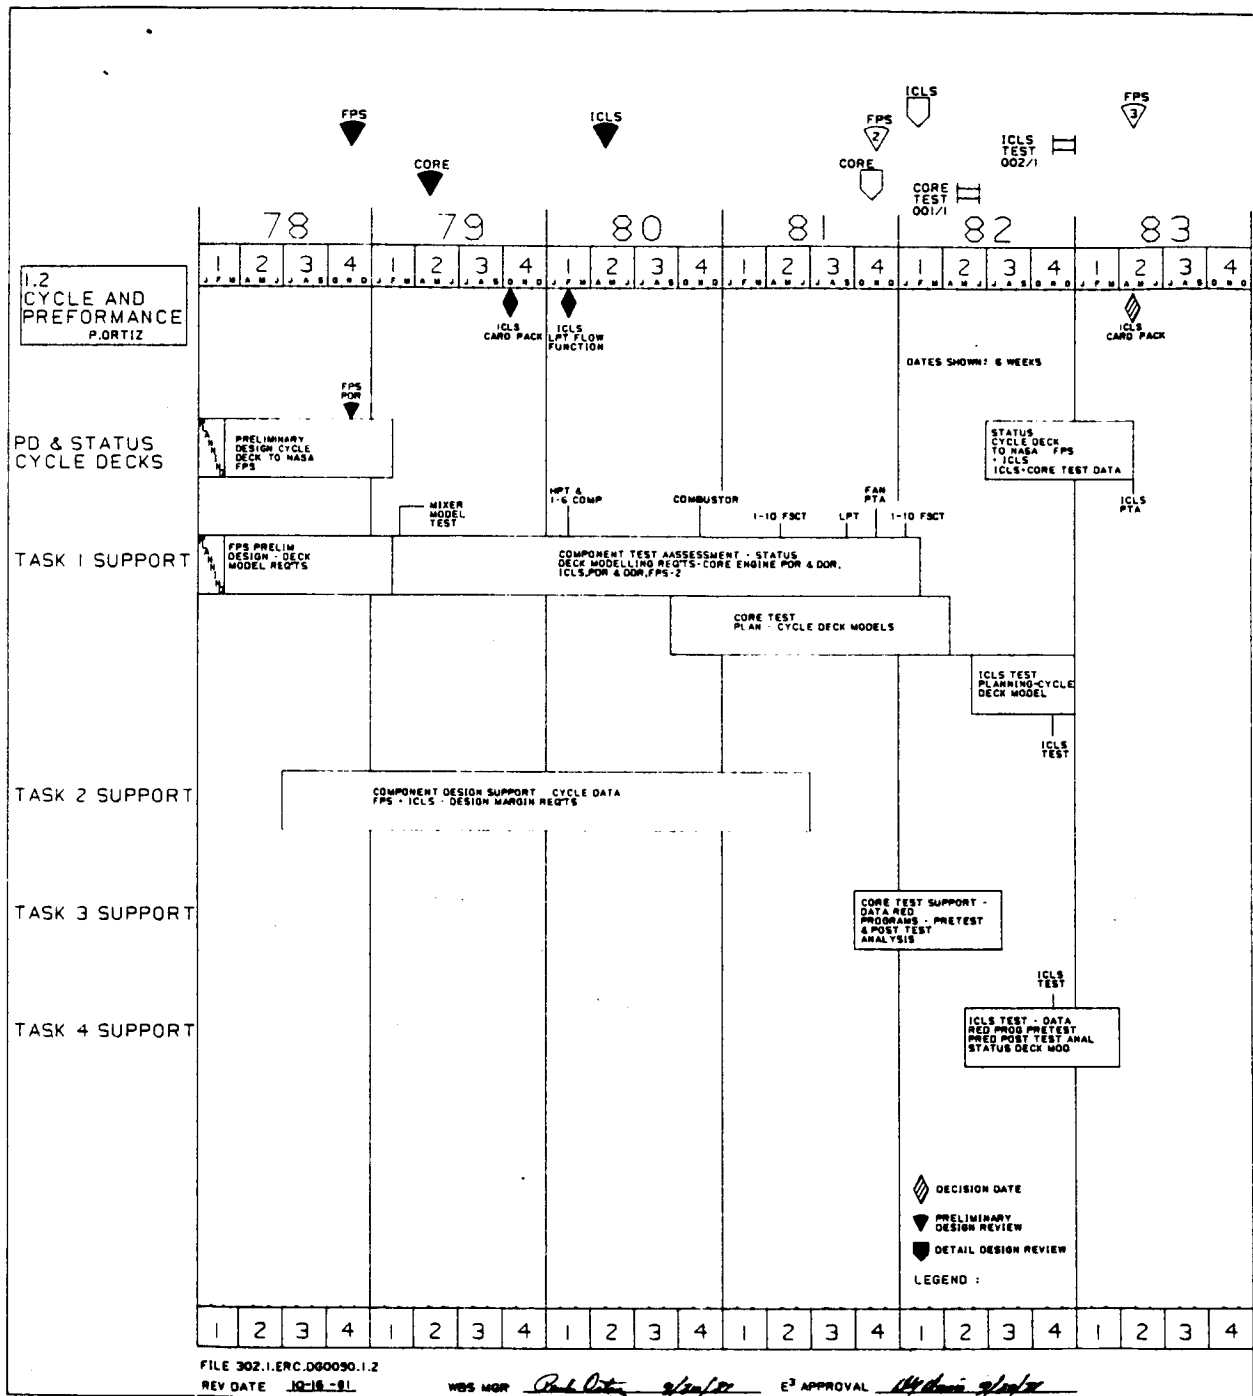 FPS
CORE
ICLS
FPS
2
CORE
ICLS
CORE
TEST
001/1
ICLS
TEST
002/1
FPS
3
78 79 80 81 82 83
1 2 3 4 1 2 3 4 1 2 3 4 1 2 3 4 1 2 3 4 1 2 3 4
J F M A M J J A S O N D J F M A M J J A S O N D J F M A M J J A S O N D J F M A M J J A S O N D J F M A M J J A S O N D J F M A M J J A S O N D
1.2
CYCLE AND
PREFORMANCE
P.ORTIZ
ICLS
CARD PACK
ICLS
LPT FLOW
FUNCTION
ICLS
CARD PACK
DATES SHOWN: 6 WEEKS
FPS
PDR
PD & STATUS
CYCLE DECKS
PRELIMINARY
DESIGN CYCLE
DECK TO NASA
FPS
STATUS
CYCLE DECK
TO NASA FPS
+ ICLS
ICLS+CORE TEST DATA
ICLS
PTA
MIXER
MODEL
TEST
HPT &
1-6 COMP
COMBUSTOR
1-10 FSCT
LPT
FAN
PTA
1-10 FSCT
TASK 1 SUPPORT
FPS PRELIM
DESIGN - DECK
MODEL REQ'TS
COMPONENT TEST AASSESSMENT - STATUS
DECK MODELLING REQ'TS-CORE ENGINE PDR & DDR,
ICLS,PDR & DDR,FPS-2
CORE TEST
PLAN - CYCLE DECK MODELS
ICLS TEST
PLANNING-CYCLE
DECK MODEL
ICLS
TEST
TASK 2 SUPPORT
COMPONENT DESIGN SUPPORT CYCLE DATA
FPS + ICLS - DESIGN MARGIN REQ'TS
TASK 3 SUPPORT
CORE TEST SUPPORT -
DATA RED
PROGRAMS - PRETEST
& POST TEST
ANALYSIS
ICLS
TEST
TASK 4 SUPPORT
ICLS TEST - DATA
RED PROG PRETEST
PRED POST TEST ANAL
STATUS DECK MOD
DECISION DATE
PRELIMINARY
DESIGN REVIEW
DETAIL DESIGN REVIEW
LEGEND :
1 2 3 4 1 2 3 4 1 2 3 4 1 2 3 4 1 2 3 4 1 2 3 4
FILE 302.1.ERC.DG0090.1.2
REV DATE 10-16-81 WBS MGR E³ APPROVAL